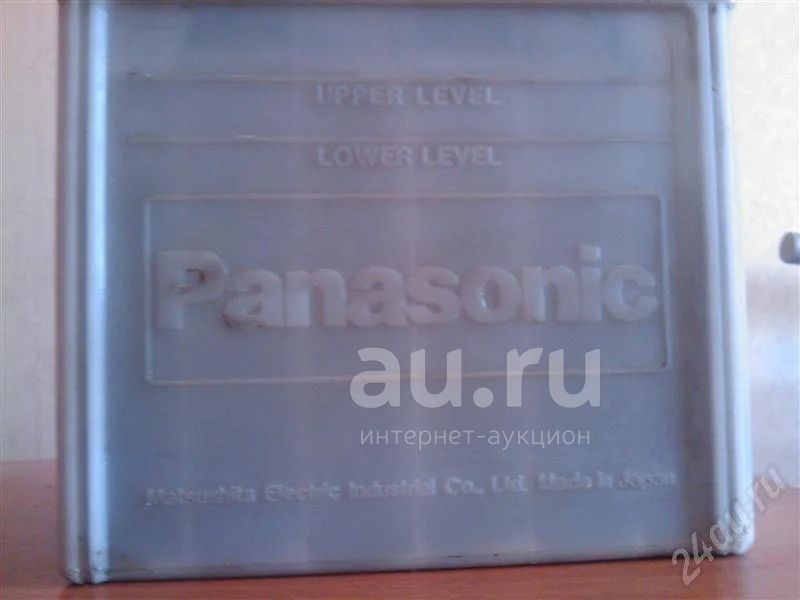 UPPER LEVEL
LOWER LEVEL
Panasonic
au.ru
интернет-аукцион
Matsushita Electric Industrial Co., Ltd. Made in Japan
24au.ru